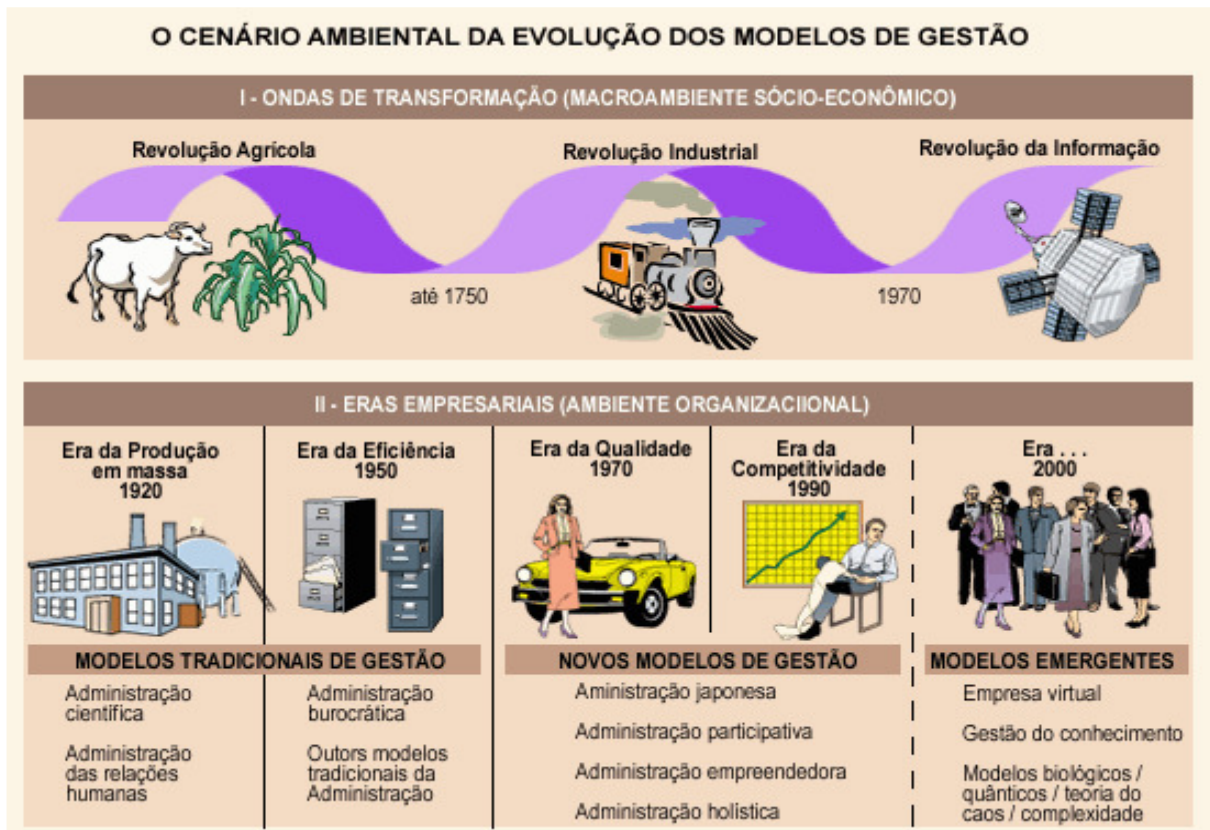 O CENÁRIO AMBIENTAL DA EVOLUÇÃO DOS MODELOS DE GESTÃO
I - ONDAS DE TRANSFORMAÇÃO (MACROAMBIENTE SÓCIO-ECONÔMICO)
Revolução Agrícola
Revolução Industrial
Revolução da Informação
até 1750
1970
II - ERAS EMPRESARIAIS (AMBIENTE ORGANIZACIIONAL)
Era da Produção
em massa
1920
Era da Eficiência
1950
Era da Qualidade
1970
Era da
Competitividade
1990
Era . . .
2000
MODELOS TRADICIONAIS DE GESTÃO
Administração
científica
Administração
das relações
humanas
Administração
burocrática
Outors modelos
tradicionais da
Administração
NOVOS MODELOS DE GESTÃO
Aministração japonesa
Administração participativa
Administração empreendedora
Administração holística
MODELOS EMERGENTES
Empresa virtual
Gestão do conhecimento
Modelos biológicos /
quânticos / teoria do
caos / complexidade